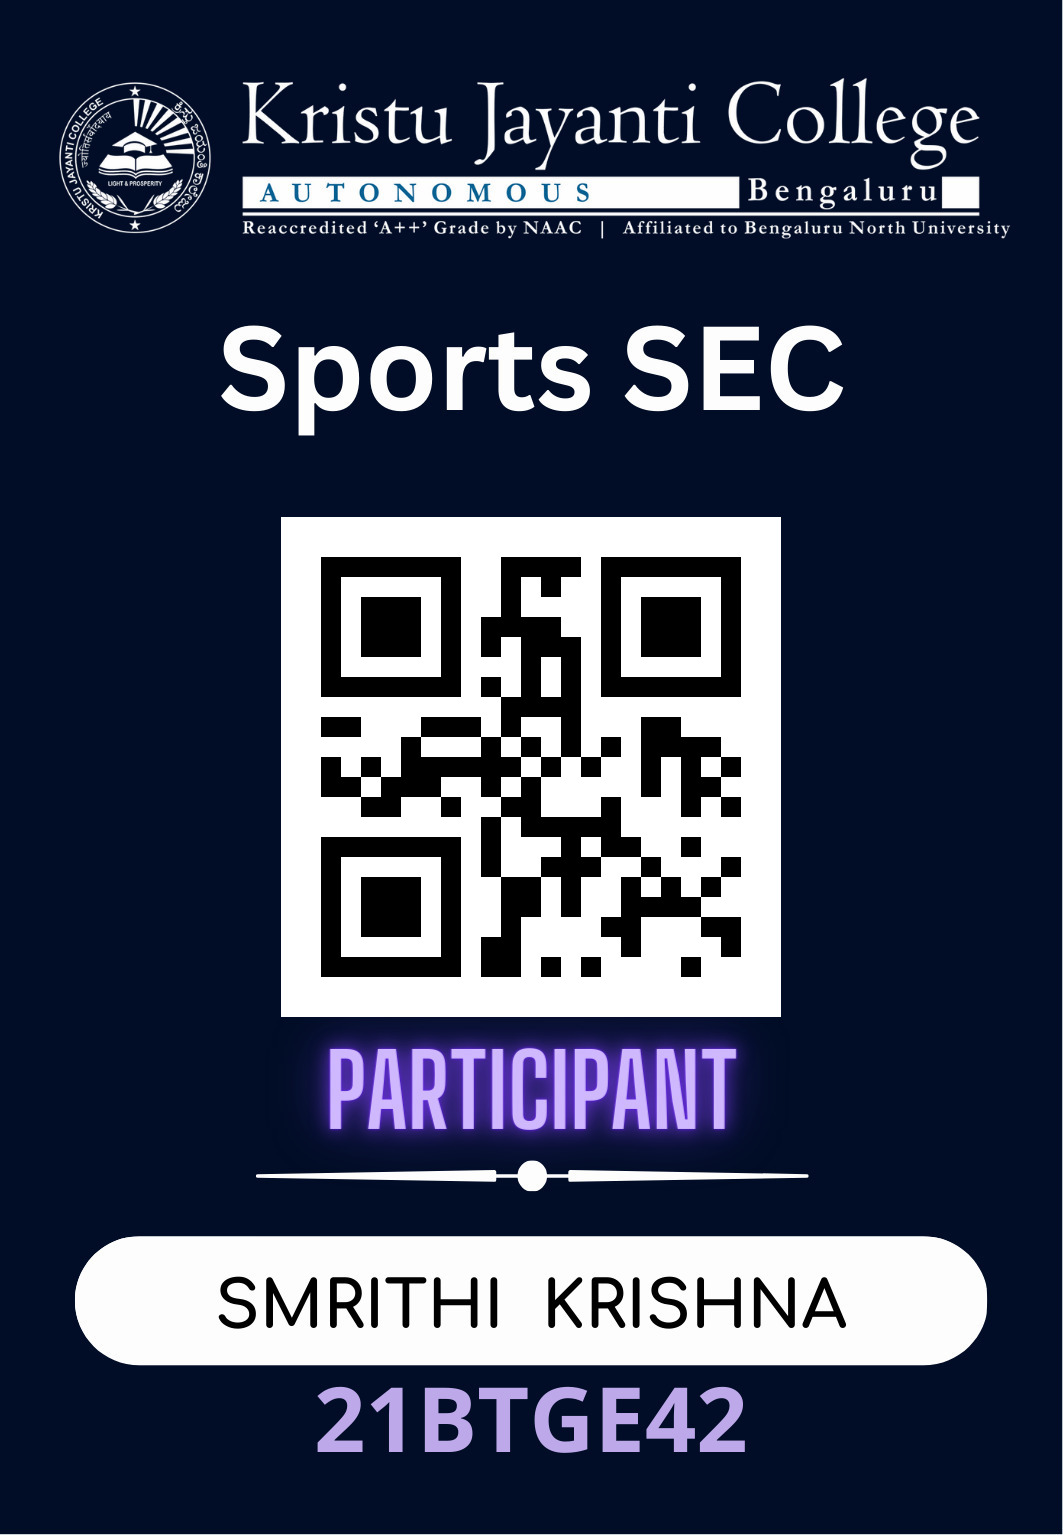 Kristu Jayanti College
AUTONOMOUS Bengaluru
Reaccredited ‘A++’ Grade by NAAC | Affiliated to Bengaluru North University
KRISTU JAYANTI COLLEGE
LIGHT & PROSPERITY
Sports SEC
PARTICIPANT
SMRITHI KRISHNA
21BTGE42